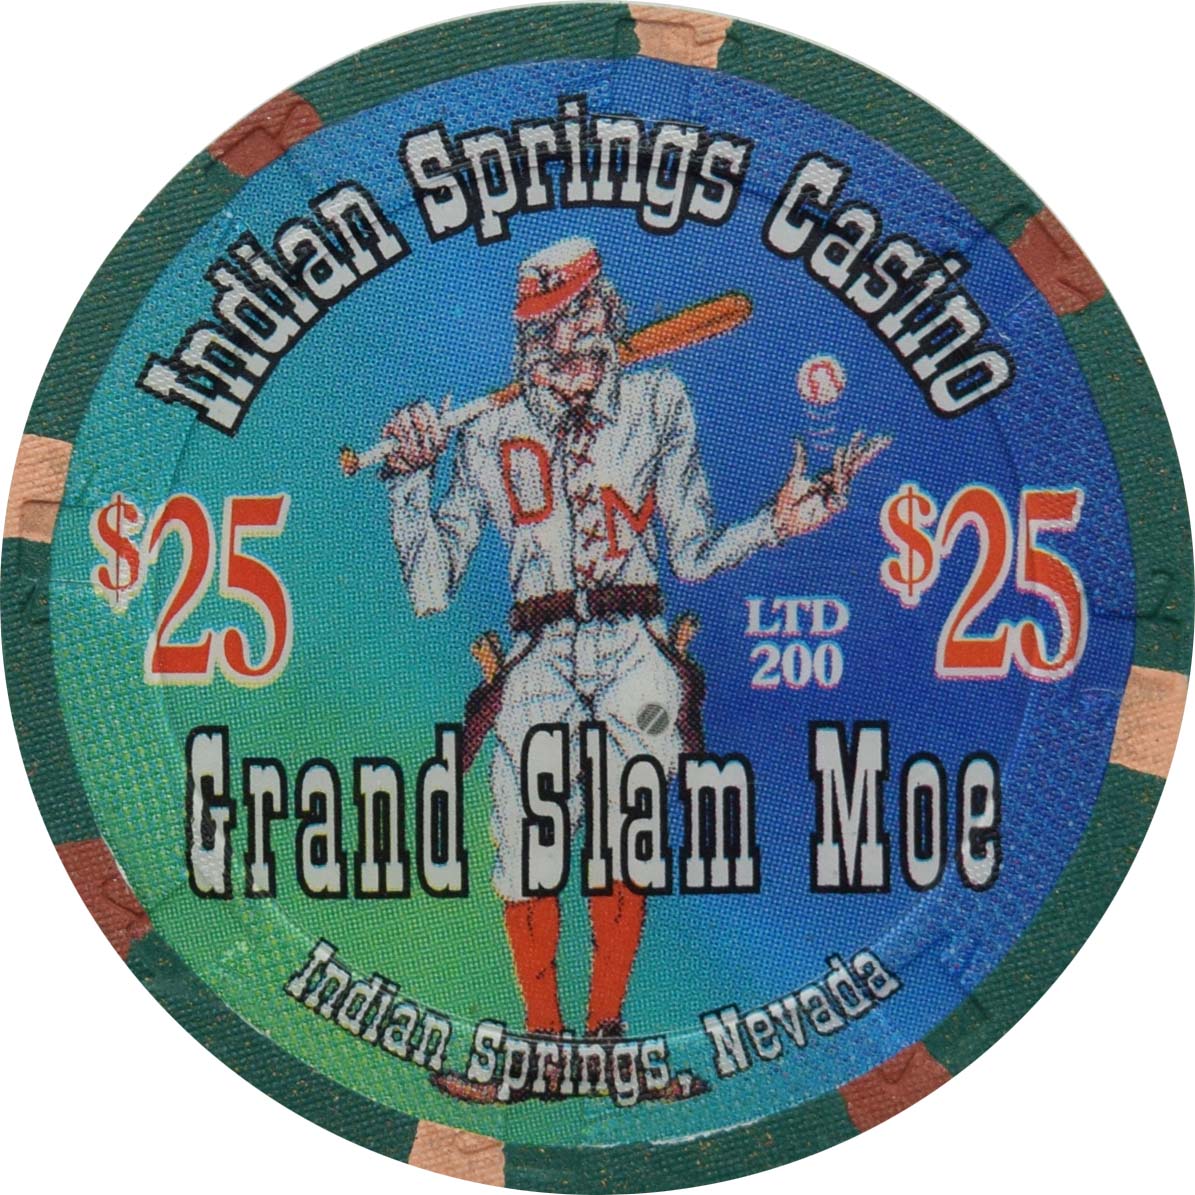 Indian Springs Casino
D M
$25
$25
LTD
200
Grand Slam Moe
Indian Springs, Nevada